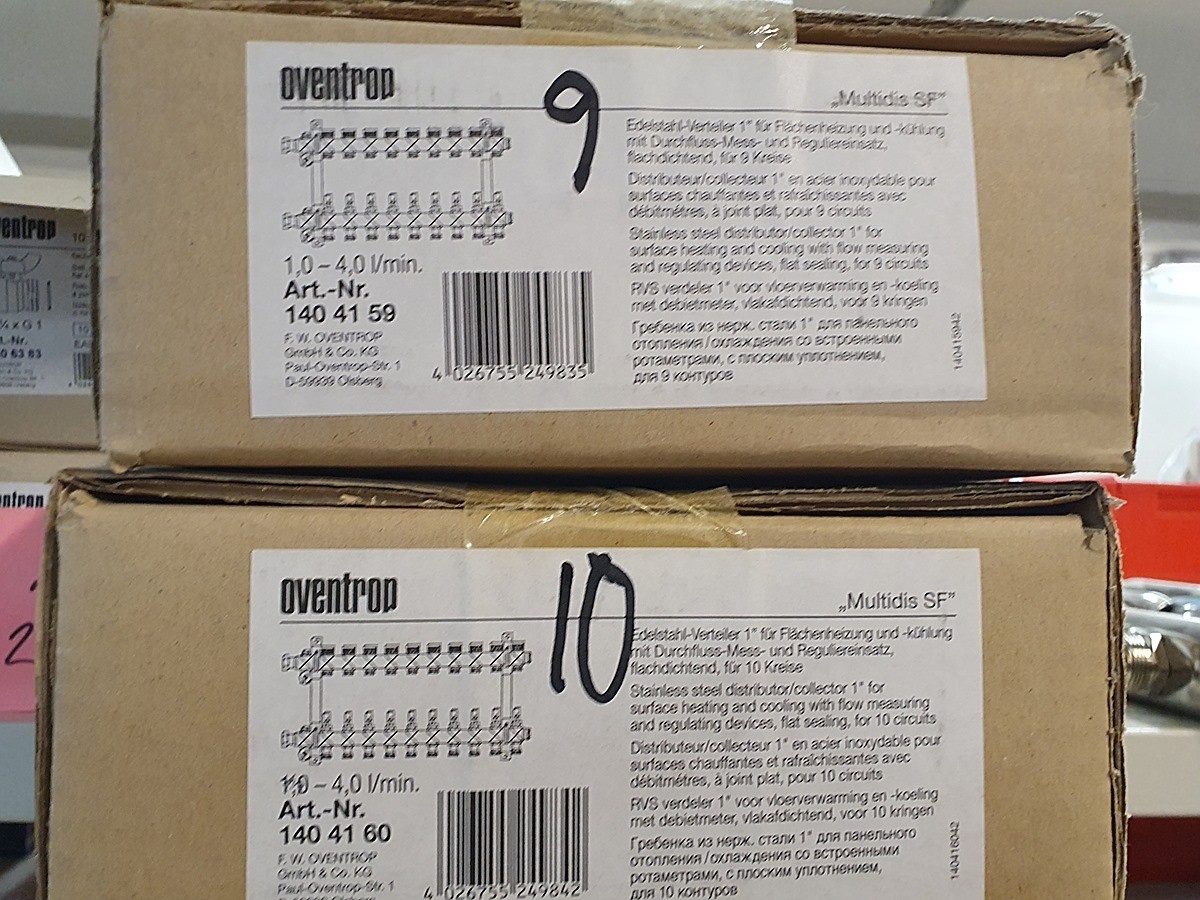 oventrop
9
„Multidis SF”
Edelstahl-Verteiler 1" für Flächenheizung und -kühlung
mit Durchfluss-Mess- und Reguliereinsatz,
flachdichtend, für 9 Kreise
Distributeur/collecteur 1" en acier inoxydable pour
surfaces chauffantes et rafraîchissantes avec
débitmétres, à joint plat, pour 9 circuits
Stainless steel distributor/collector 1" for
surface heating and cooling with flow measuring
and regulating devices, flat sealing, for 9 circuits
RVS verdeler 1" voor vloerverwarming en -koeling
met debietmeter, vlakafdichtend, voor 9 kringen
Гребенка из нерж. стали 1" для панельного
отопления/охлаждения со встроенными
ротаметрами, с плоским уплотнением,
для 9 контуров
1,0 – 4,0 l/min.
Art.-Nr.
140 41 59
F. W. OVENTROP
GmbH & Co. KG
Paul-Oventrop-Str. 1
D-59939 Olsberg
4 026755 249835
140415942
oventrop
10
„Multidis SF”
Edelstahl-Verteiler 1" für Flächenheizung und -kühlung
mit Durchfluss-Mess- und Reguliereinsatz,
flachdichtend, für 10 Kreise
Stainless steel distributor/collector 1" for
surface heating and cooling with flow measuring
and regulating devices, flat sealing, for 10 circuits
Distributeur/collecteur 1" en acier inoxydable pour
surfaces chauffantes et rafraîchissantes avec
débitmétres, à joint plat, pour 10 circuits
RVS verdeler 1" voor vloerverwarming en -koeling
met debietmeter, vlakafdichtend, voor 10 kringen
Гребенка из нерж. стали 1" для панельного
отопления/охлаждения со встроенными
ротаметрами, с плоским уплотнением,
для 10 контуров
1,0 – 4,0 l/min.
Art.-Nr.
140 41 60
F. W. OVENTROP
GmbH & Co. KG
Paul-Oventrop-Str. 1
4 026755 249842
140416042
ventrop
10
x G 1
6 63
2